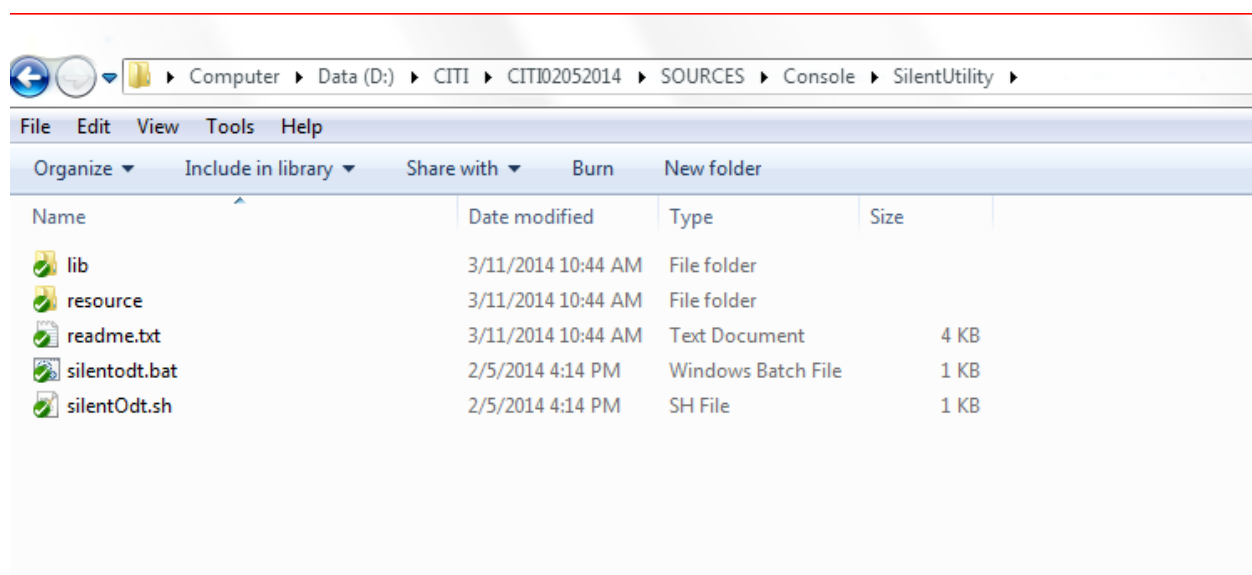 Computer Data (D:) CITI CITI02052014 SOURCES Console SilentUtility
File Edit View Tools Help
Organize Include in library Share with Burn New folder
Name Date modified Type Size
lib 3/11/2014 10:44 AM File folder
resource 3/11/2014 10:44 AM File folder
readme.txt 3/11/2014 10:44 AM Text Document 4 KB
silentodt.bat 2/5/2014 4:14 PM Windows Batch File 1 KB
silentOdt.sh 2/5/2014 4:14 PM SH File 1 KB